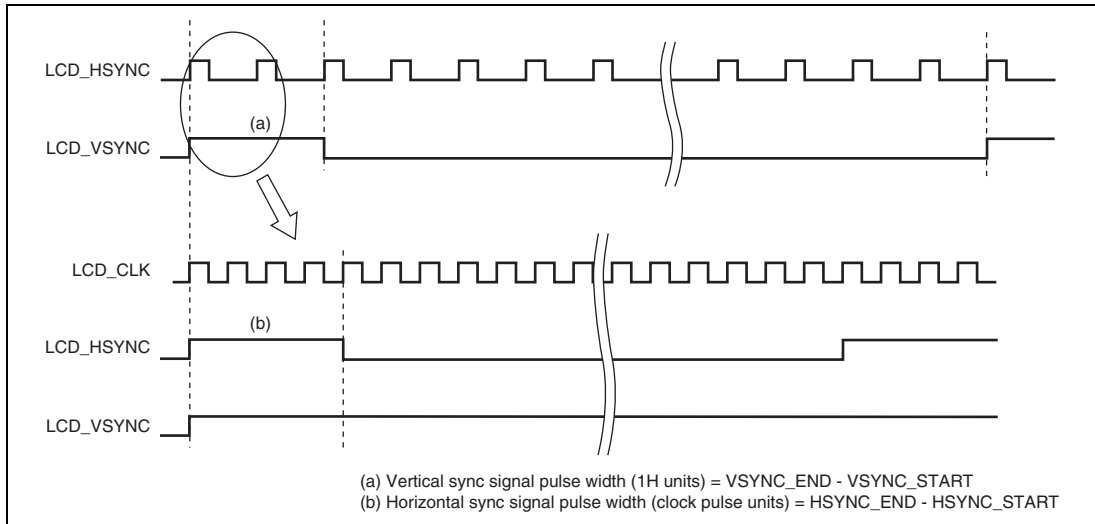 LCD_HSYNC
(a)
LCD_VSYNC
LCD_CLK
(b)
LCD_HSYNC
LCD_VSYNC
(a) Vertical sync signal pulse width (1H units) = VSYNC_END - VSYNC_START
(b) Horizontal sync signal pulse width (clock pulse units) = HSYNC_END - HSYNC_START